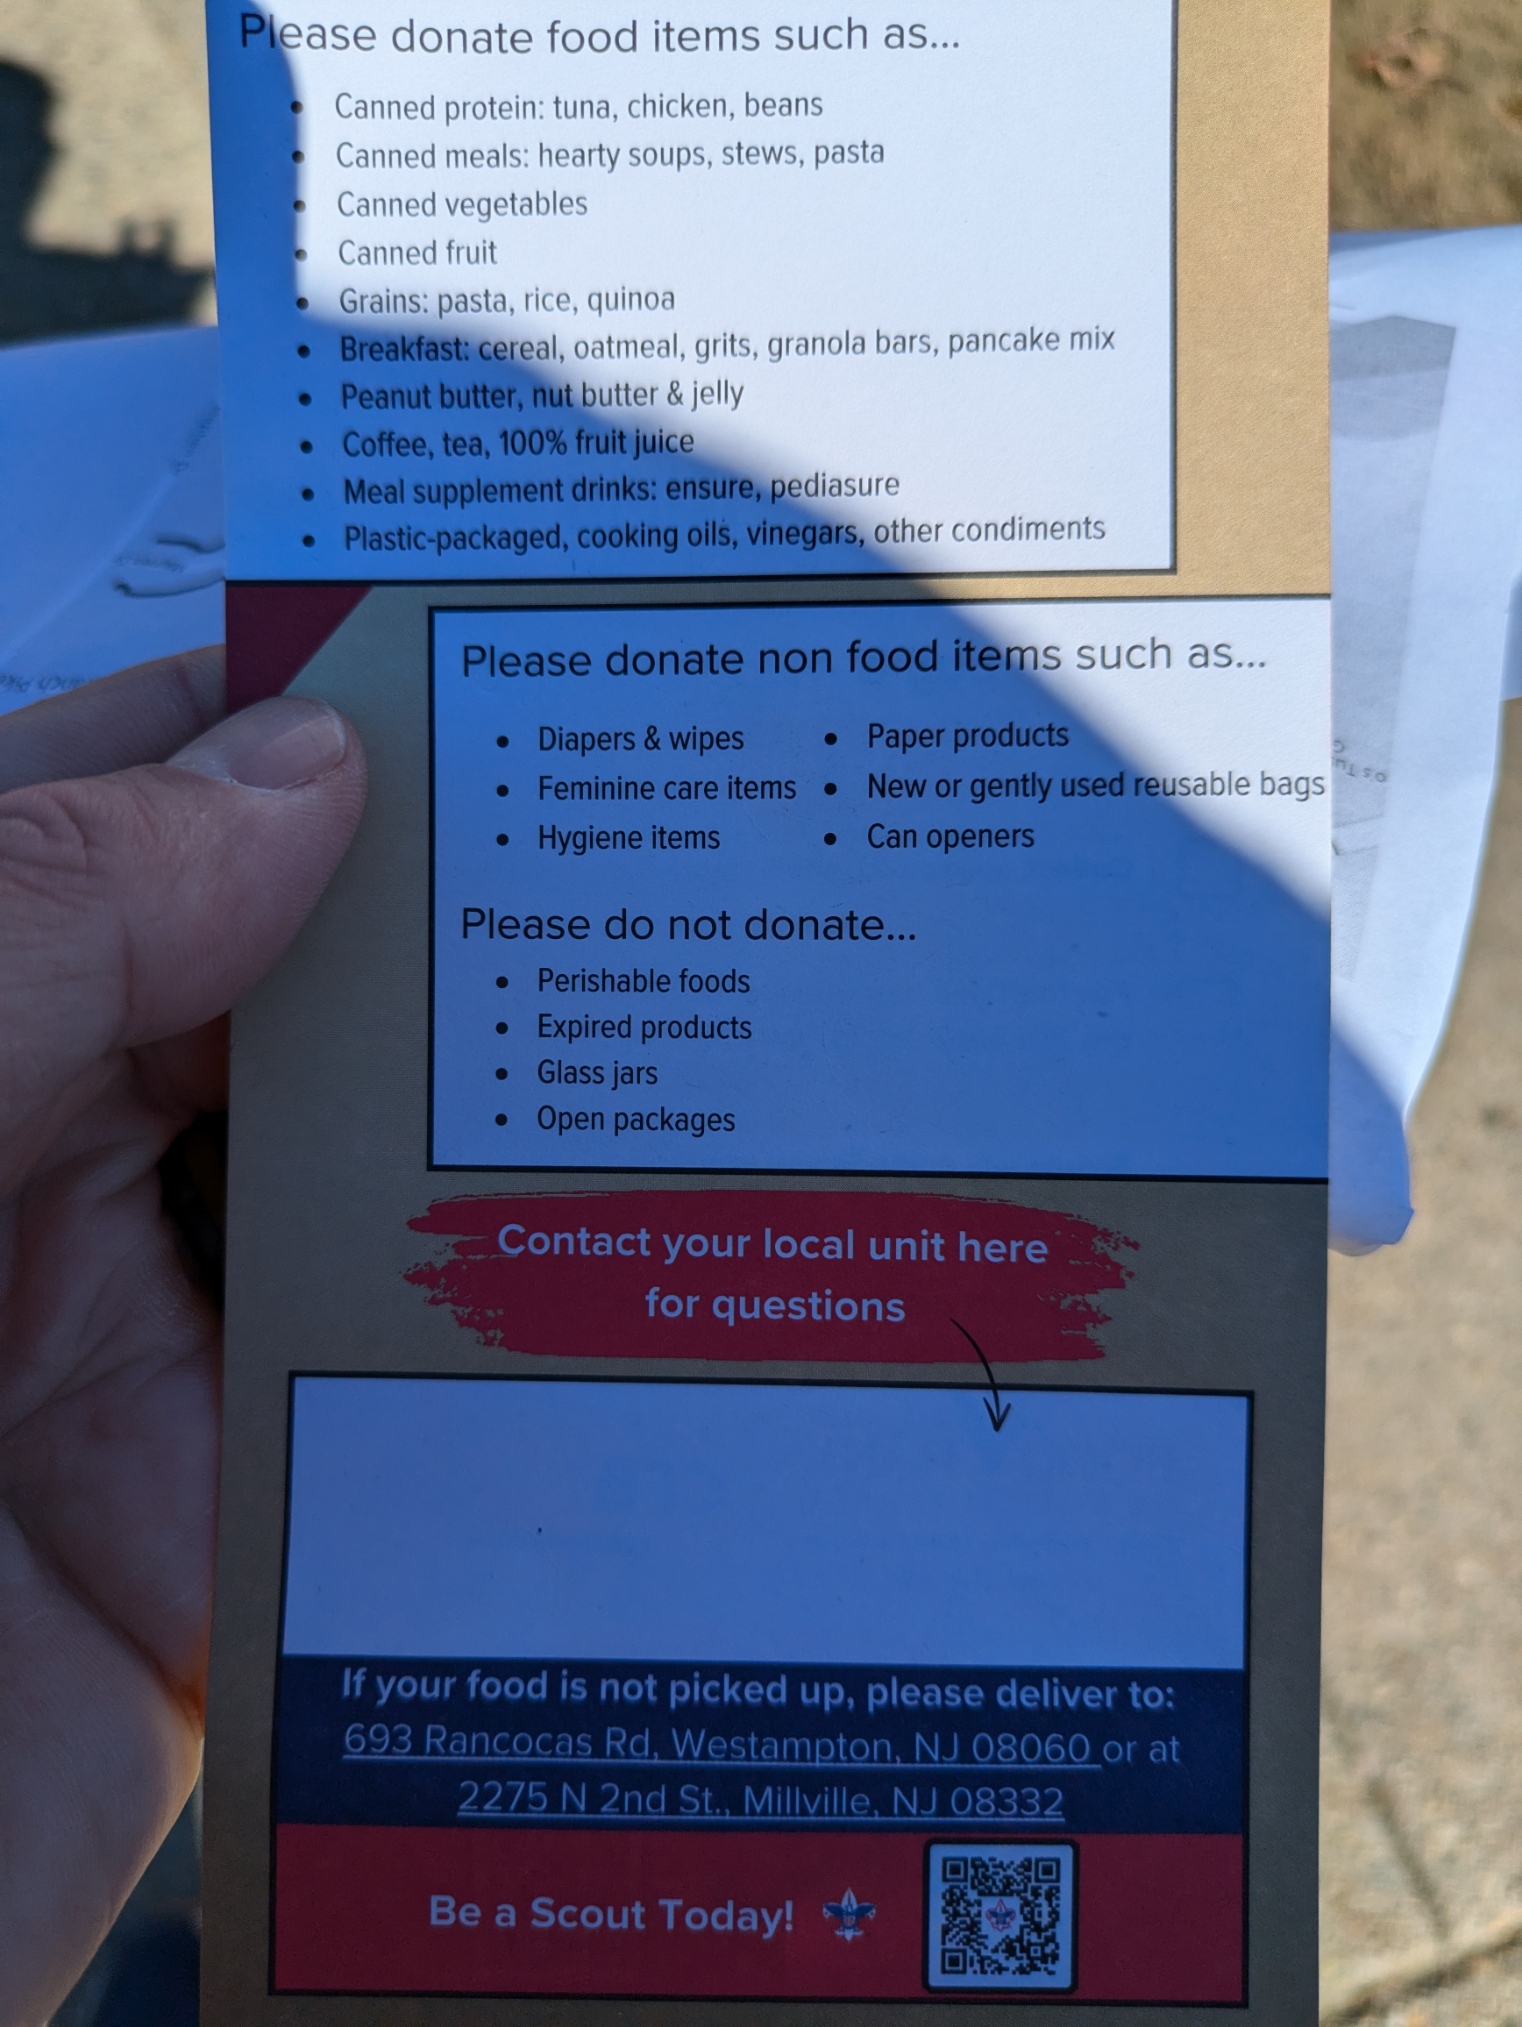 Please donate food items such as...
• Canned protein: tuna, chicken, beans
• Canned meals: hearty soups, stews, pasta
• Canned vegetables
• Canned fruit
• Grains: pasta, rice, quinoa
• Breakfast: cereal, oatmeal, grits, granola bars, pancake mix
• Peanut butter, nut butter & jelly
• Coffee, tea, 100% fruit juice
• Meal supplement drinks: ensure, pediasure
• Plastic-packaged, cooking oils, vinegars, other condiments
Please donate non food items such as...
• Diapers & wipes
• Feminine care items
• Hygiene items
• Paper products
• New or gently used reusable bags
• Can openers
Please do not donate...
• Perishable foods
• Expired products
• Glass jars
• Open packages
Contact your local unit here
for questions
If your food is not picked up, please deliver to:
693 Rancocas Rd, Westampton, NJ 08060 or at
2275 N 2nd St., Millville, NJ 08332
Be a Scout Today!